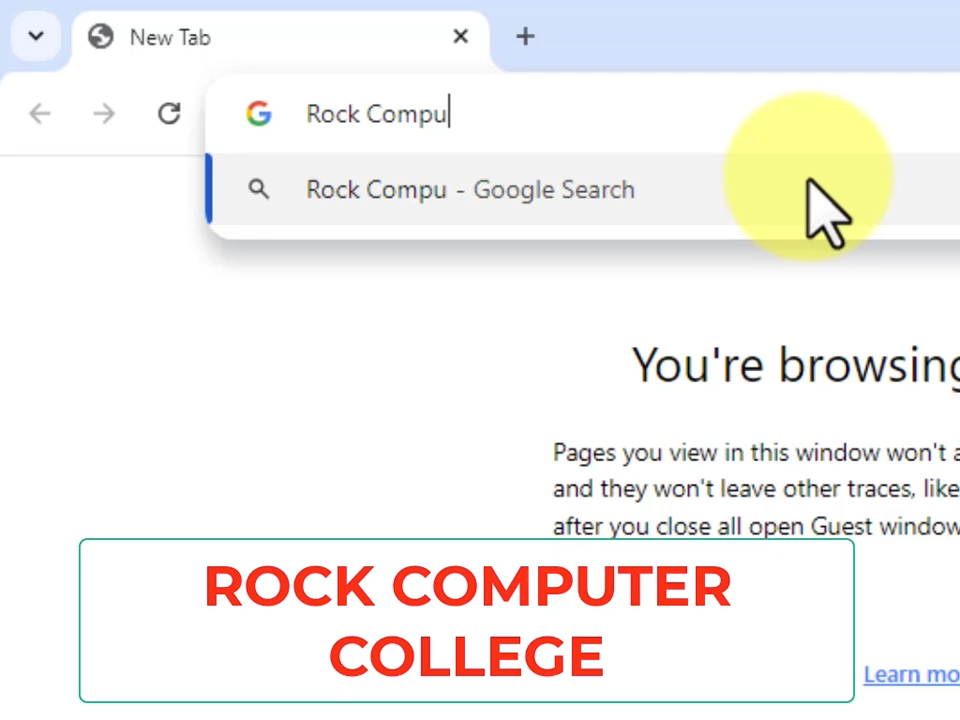 New Tab
Rock Compu
Rock Compu - Google Search
You're browsing
Pages you view in this window won't
and they won't leave other traces, like
after you close all open Guest window
ROCK COMPUTER
COLLEGE
Learn mo